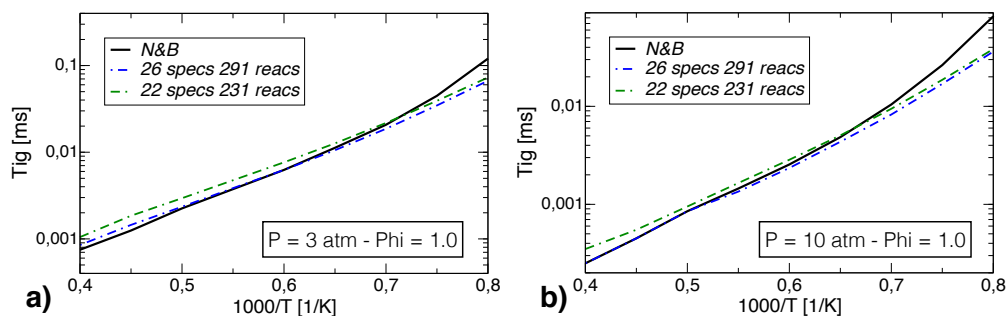 N&B
26 specs 291 reacs
22 specs 231 reacs
0,1
0,01
0,001
Tig [ms]
P = 3 atm - Phi = 1.0
0,4 0,5 0,6 0,7 0,8
1000/T [1/K]
a)
N&B
26 specs 291 reacs
22 specs 231 reacs
0,01
0,001
Tig [ms]
P = 10 atm - Phi = 1.0
0,4 0,5 0,6 0,7 0,8
1000/T [1/K]
b)